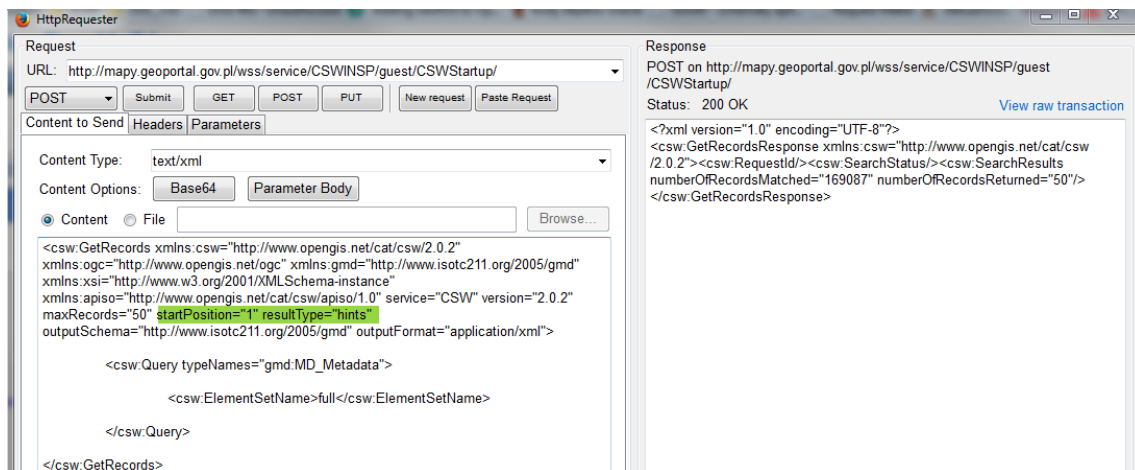 HttpRequester
Request
URL: http://mapy.geoportal.gov.pl/wss/service/CSWINSP/guest/CSWStartup/
POST Submit GET POST PUT New request Paste Request
Content to Send Headers Parameters
Content Type: text/xml
Content Options: Base64 Parameter Body
Content File Browse...
<csw:GetRecords xmlns:csw="http://www.opengis.net/cat/csw/2.0.2"
xmlns:ogc="http://www.opengis.net/ogc" xmlns:gmd="http://www.isotc211.org/2005/gmd"
xmlns:xsi="http://www.w3.org/2001/XMLSchema-instance"
xmlns:apiso="http://www.opengis.net/cat/csw/apiso/1.0" service="CSW" version="2.0.2"
maxRecords="50" startPosition="1" resultType="hints"
outputSchema="http://www.isotc211.org/2005/gmd" outputFormat="application/xml">
<csw:Query typeNames="gmd:MD_Metadata">
<csw:ElementSetName>full</csw:ElementSetName>
</csw:Query>
</csw:GetRecords>
Response
POST on http://mapy.geoportal.gov.pl/wss/service/CSWINSP/guest
/CSWStartup/
Status: 200 OK View raw transaction
<?xml version="1.0" encoding="UTF-8"?>
<csw:GetRecordsResponse xmlns:csw="http://www.opengis.net/cat/csw
/2.0.2"><csw:RequestId/><csw:SearchStatus/><csw:SearchResults
numberOfRecordsMatched="169087" numberOfRecordsReturned="50"/>
</csw:GetRecordsResponse>